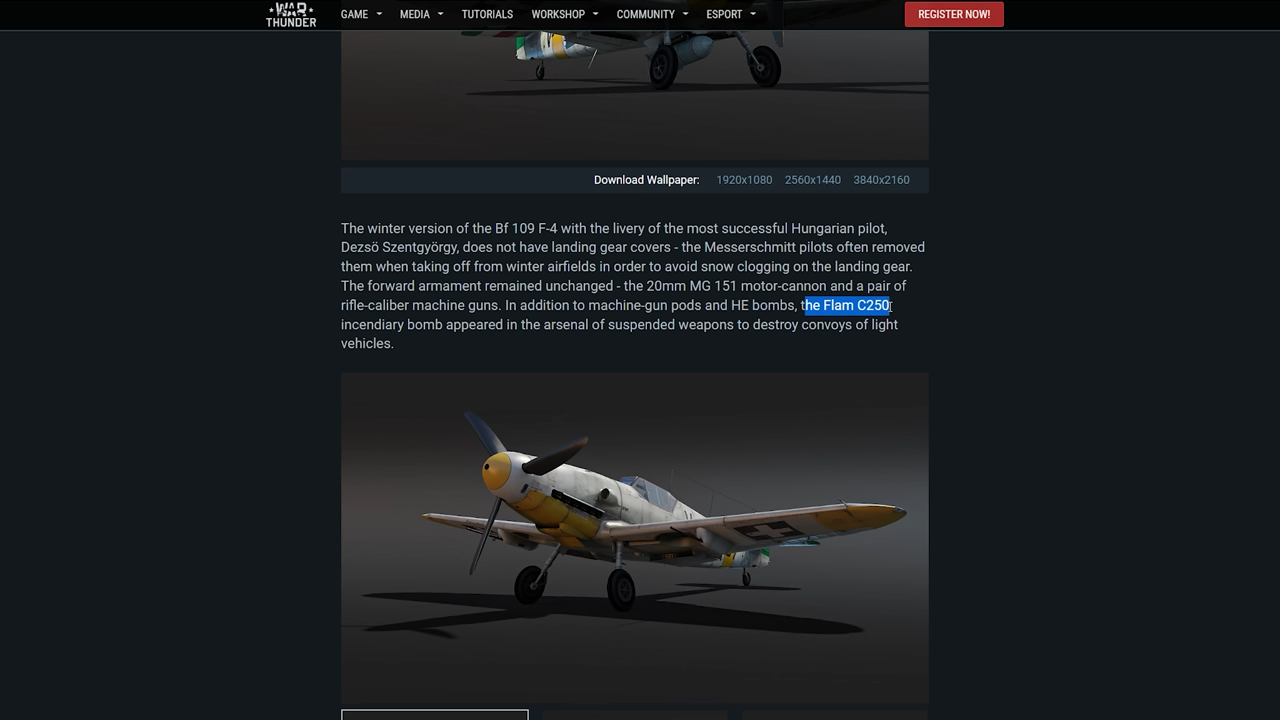 WAR
THUNDER
GAME MEDIA TUTORIALS WORKSHOP COMMUNITY ESPORT REGISTER NOW!
Download Wallpaper: 1920x1080 2560x1440 3840x2160
The winter version of the Bf 109 F-4 with the livery of the most successful Hungarian pilot,
Dezsö Szentgyörgy, does not have landing gear covers - the Messerschmitt pilots often removed
them when taking off from winter airfields in order to avoid snow clogging on the landing gear.
The forward armament remained unchanged - the 20mm MG 151 motor-cannon and a pair of
rifle-caliber machine guns. In addition to machine-gun pods and HE bombs, the Flam C250
incendiary bomb appeared in the arsenal of suspended weapons to destroy convoys of light
vehicles.